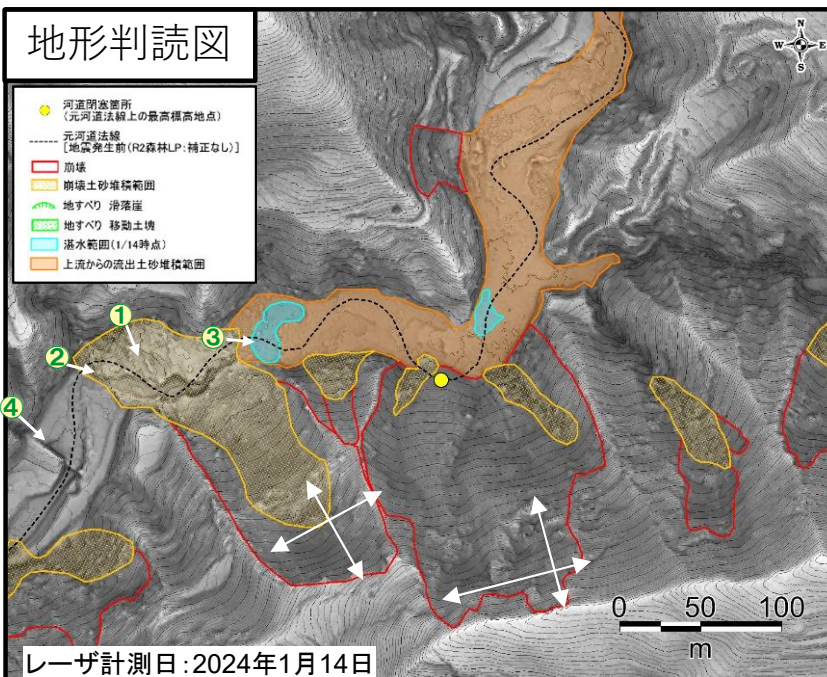 地形判読図
N
W E
S
河道閉塞箇所
(元河道法線上の最高標高地点)
元河道法線
[地震発生前(R2森林LP:補正なし)]
崩壊
崩壊土砂堆積範囲
地すべり 滑落崖
地すべり 移動土塊
湛水範囲(1/14時点)
上流からの流出土砂堆積範囲
①
②
③
④
0 50 100
m
レーザ計測日:2024年1月14日